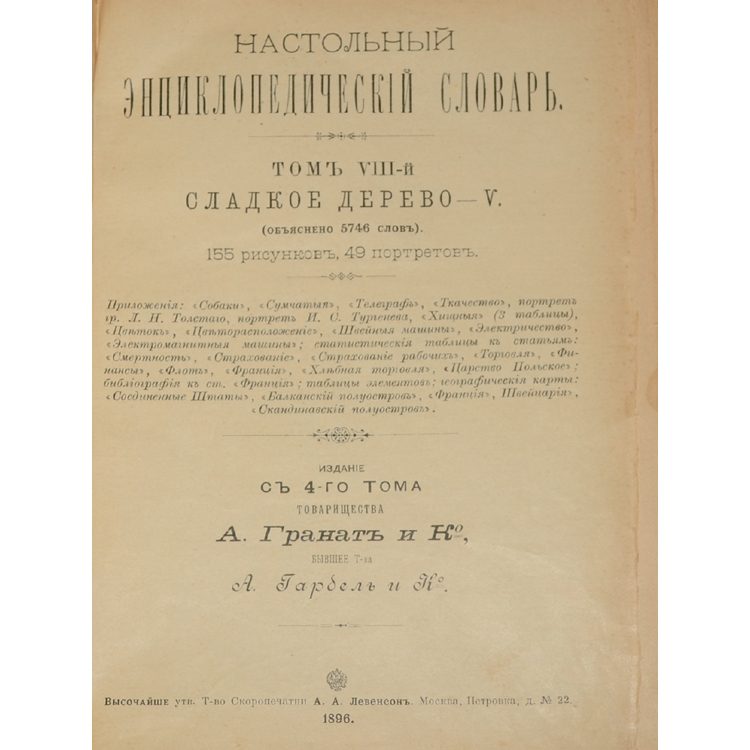 НАСТОЛЬНЫЙ
ЭНЦИКЛОПЕДИЧЕСКІЙ СЛОВАРЬ.
ТОМЪ VIII-й
СЛАДКОЕ ДЕРЕВО—V.
(ОБЪЯСНЕНО 5746 СЛОВЪ).
155 рисунковъ, 49 портретовъ.
Приложенія: «Собаки», «Сумчатыя», «Телеграфъ», «Ткачество», портретъ
гр. Л. Н. Толстаго, портретъ И. С. Тургенева, «Хищныя» (3 таблицы),
«Цвѣтокъ», «Цвѣторасположеніе», «Швейныя машины», «Электричество»,
«Электромагнитныя машины»; статистическія таблицы къ статьямъ:
«Смертность», «Страхованіе», «Страхованіе рабочихъ», «Торговля», «Фи-
нансы», «Флотъ», «Франція», «Хлѣбная торговля», «Царство Польское»;
библіографія къ ст. «Франція»; таблицы элементовъ; географическія карты:
«Соединенные Штаты», «Балканскій полуостровъ», «Франція», Швейцарія»,
«Скандинавскій полуостровъ».
ИЗДАНІЕ
СЪ 4-ГО ТОМА
ТОВАРИЩЕСТВА
А. Гранатъ и Ко,
БЫВШЕЕ Т-ва
А. Гарбель и Ко.
Высочайше утв. Т-во Скоропечатни А. А. Левенсонъ. Москва, Петровка, д. № 22.
1896.